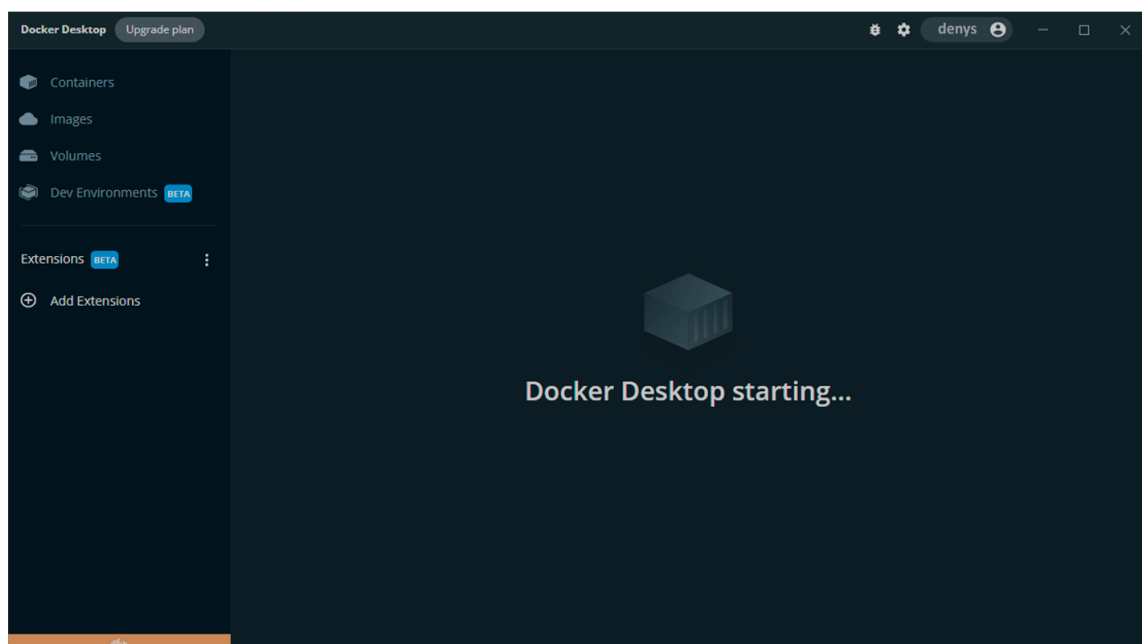 Docker Desktop Upgrade plan denys
Containers
Images
Volumes
Dev Environments BETA
Extensions BETA
Add Extensions
Docker Desktop starting...